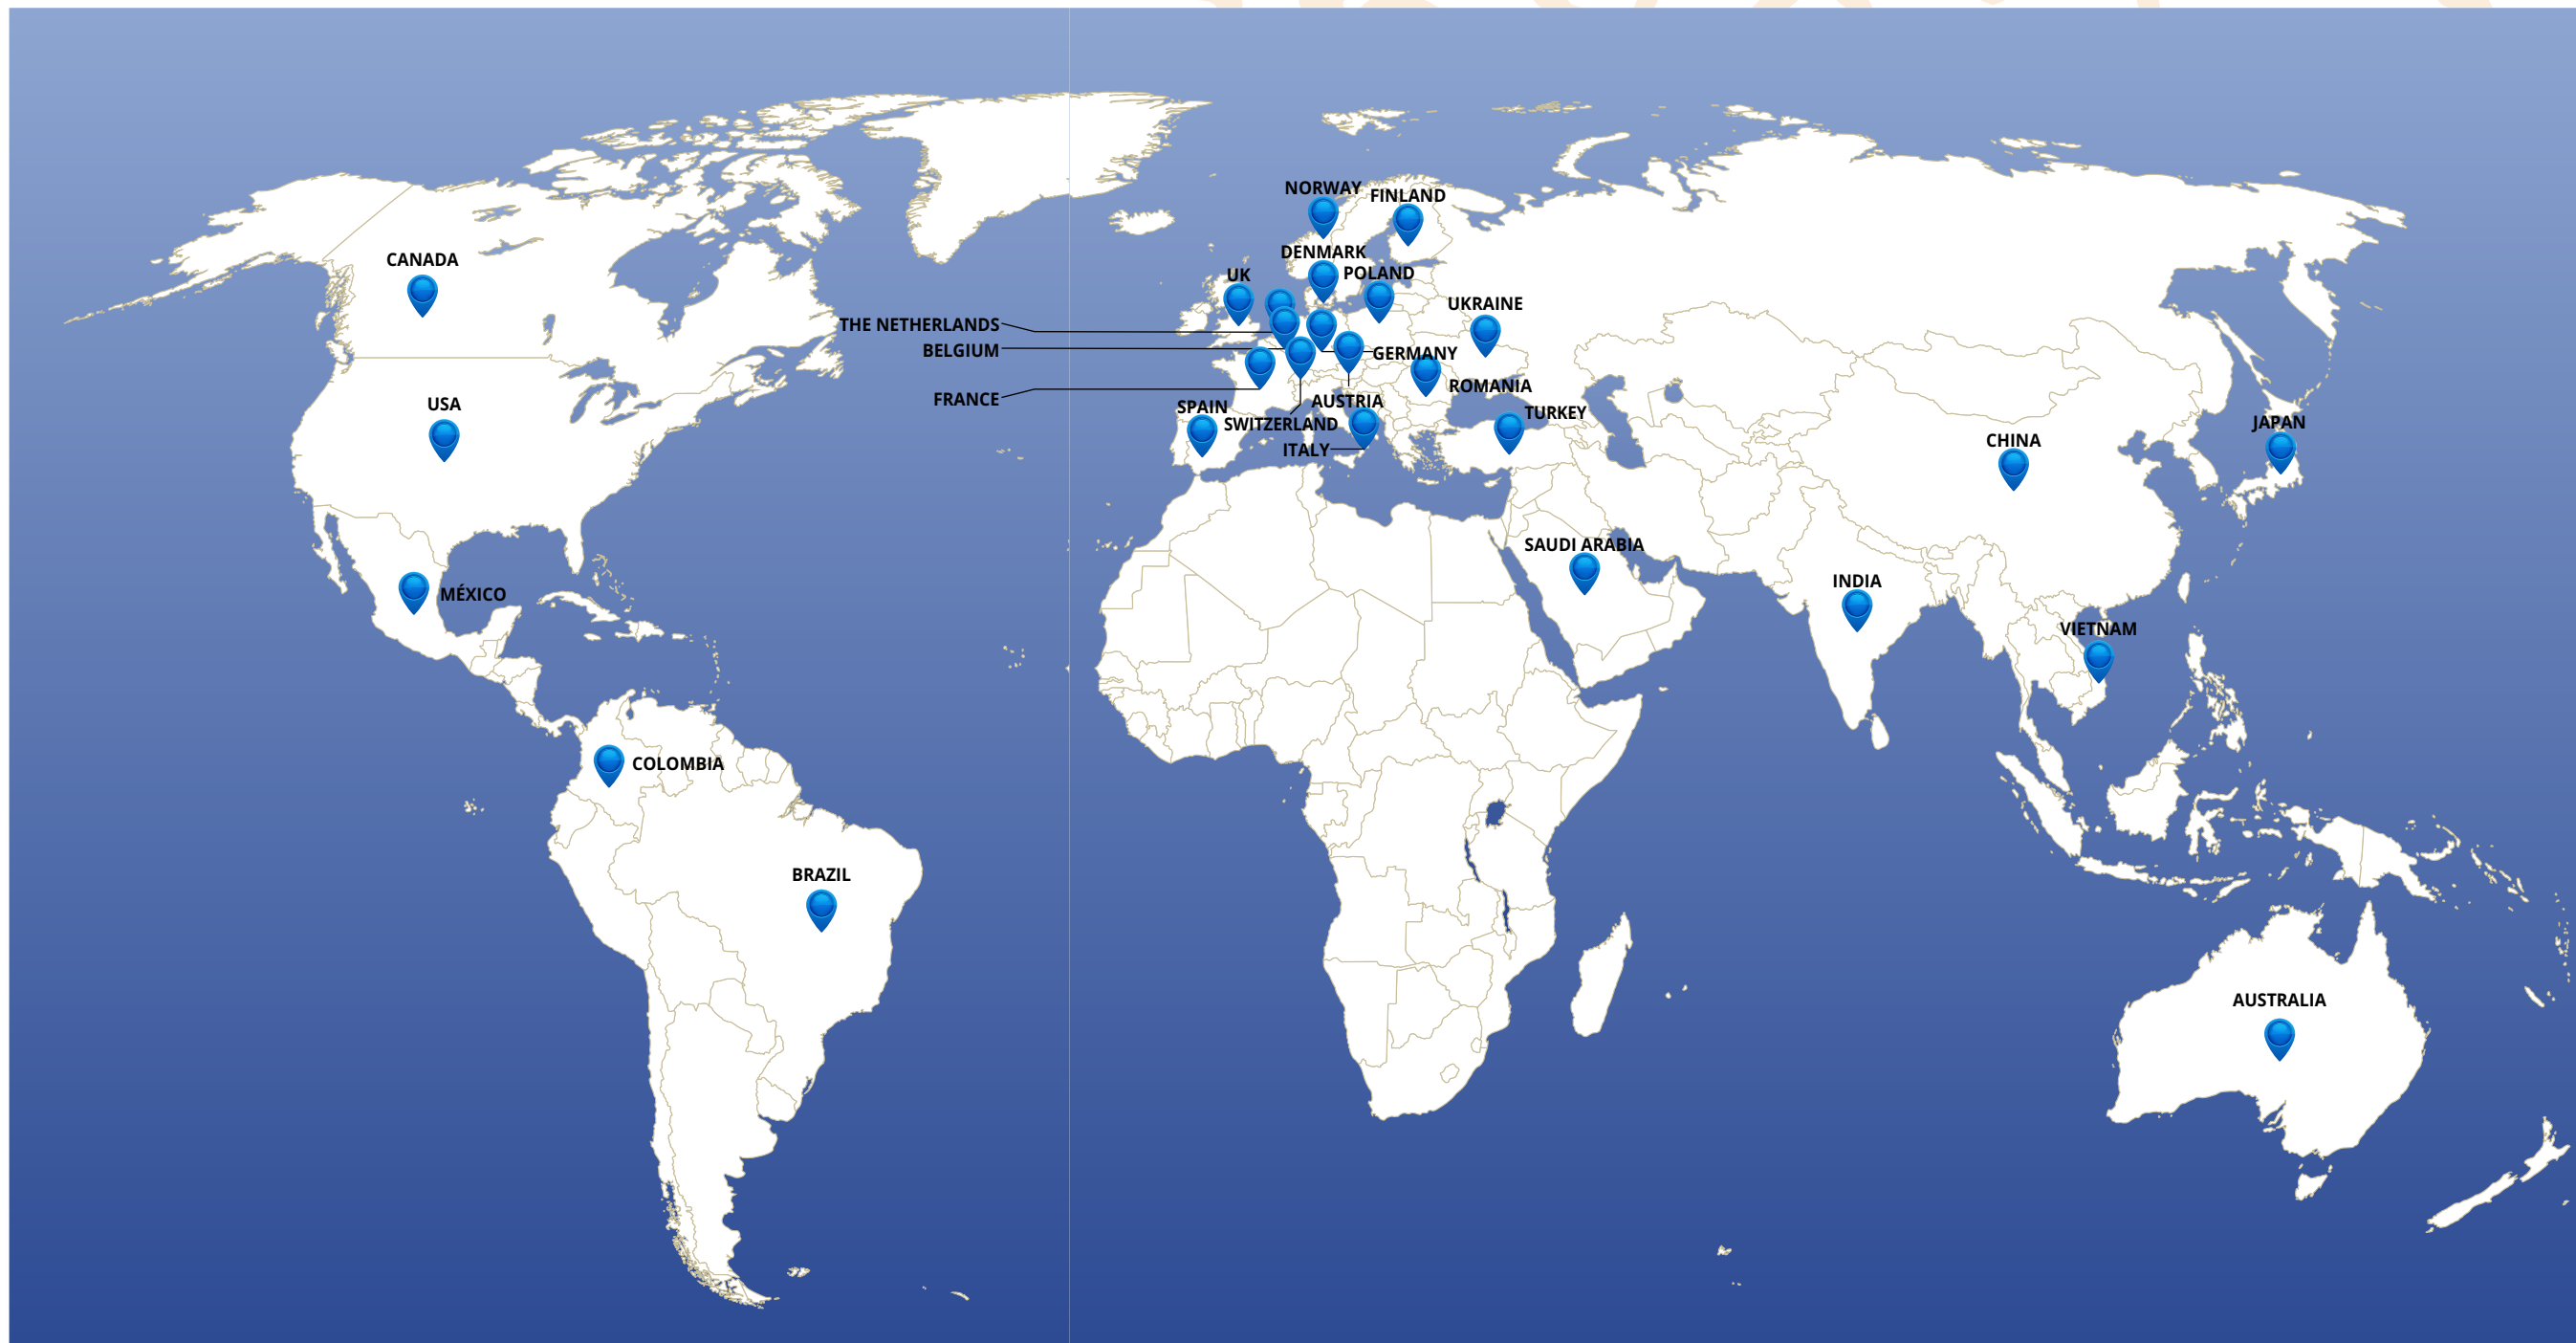 NORWAY
FINLAND
DENMARK
CANADA
UK
POLAND
UKRAINE
THE NETHERLANDS
BELGIUM
GERMANY
ROMANIA
FRANCE
AUSTRIA
USA
SPAIN
TURKEY
SWITZERLAND
JAPAN
CHINA
ITALY
SAUDI ARABIA
INDIA
MÉXICO
VIETNAM
COLOMBIA
BRAZIL
AUSTRALIA